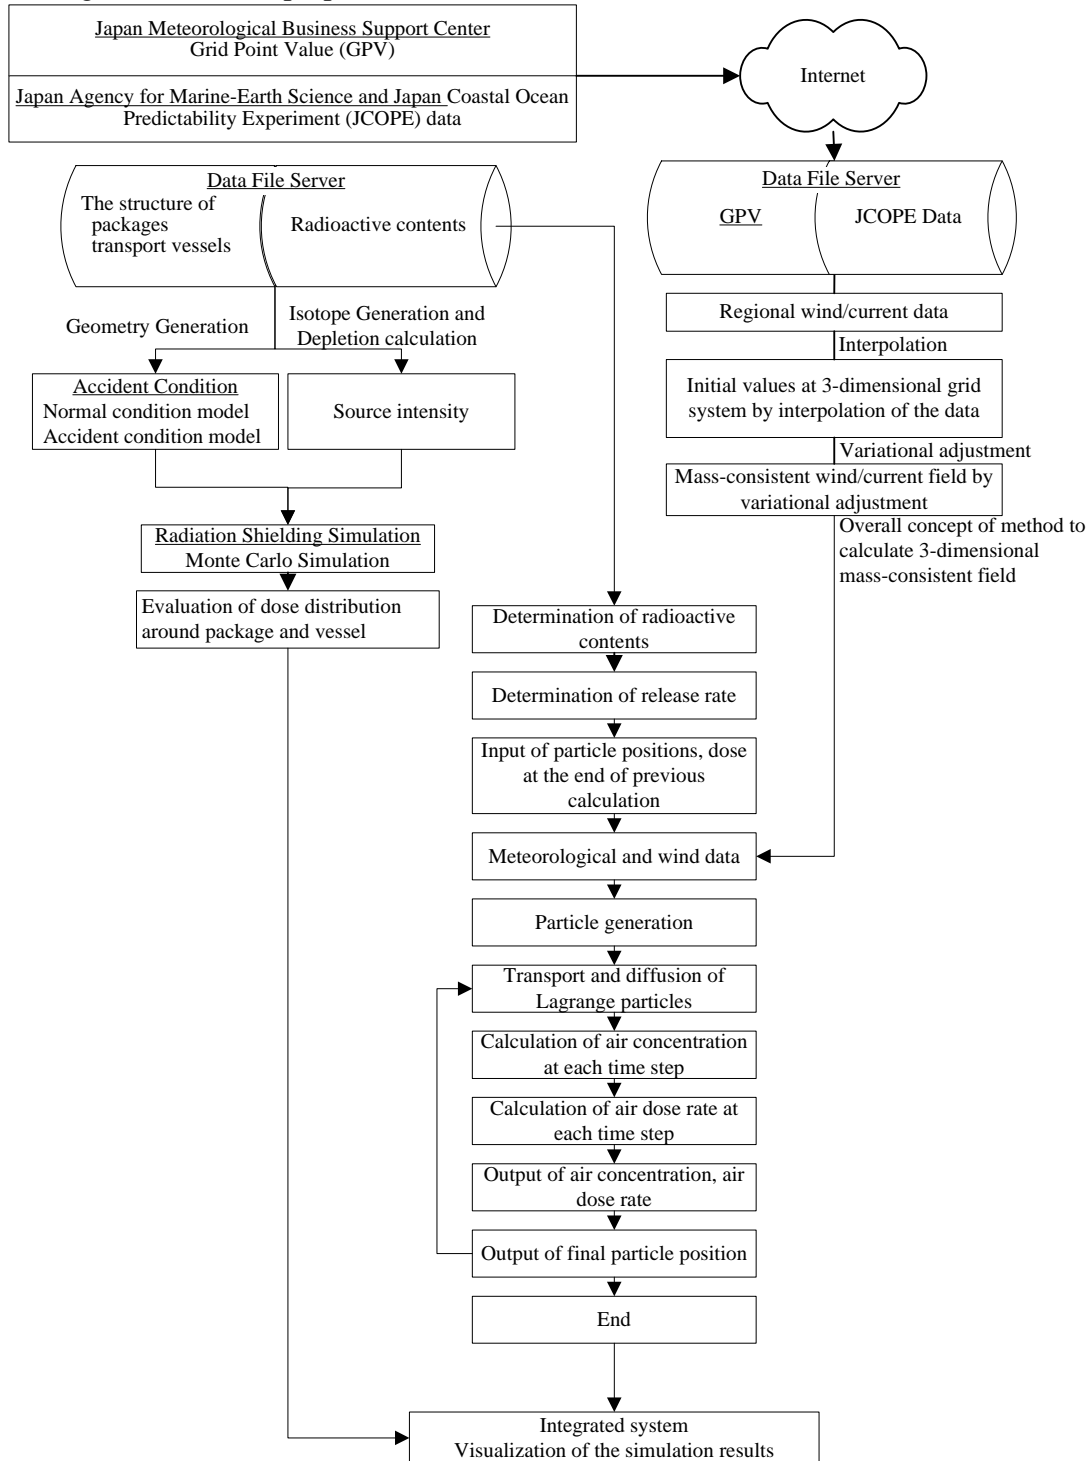 Japan Meteorological Business Support Center
Grid Point Value (GPV)
Japan Agency for Marine-Earth Science and Japan Coastal Ocean
Predictability Experiment (JCOPE) data
Internet
Data File Server
The structure of
packages
transport vessels
Radioactive contents
Data File Server
GPV
JCOPE Data
Geometry Generation
Isotope Generation and
Depletion calculation
Regional wind/current data
Interpolation
Accident Condition
Normal condition model
Accident condition model
Source intensity
Initial values at 3-dimensional grid
system by interpolation of the data
Variational adjustment
Mass-consistent wind/current field by
variational adjustment
Overall concept of method to
calculate 3-dimensional
mass-consistent field
Radiation Shielding Simulation
Monte Carlo Simulation
Evaluation of dose distribution
around package and vessel
Determination of radioactive
contents
Determination of release rate
Input of particle positions, dose
at the end of previous
calculation
Meteorological and wind data
Particle generation
Transport and diffusion of
Lagrange particles
Calculation of air concentration
at each time step
Calculation of air dose rate at
each time step
Output of air concentration, air
dose rate
Output of final particle position
End
Integrated system
Visualization of the simulation results